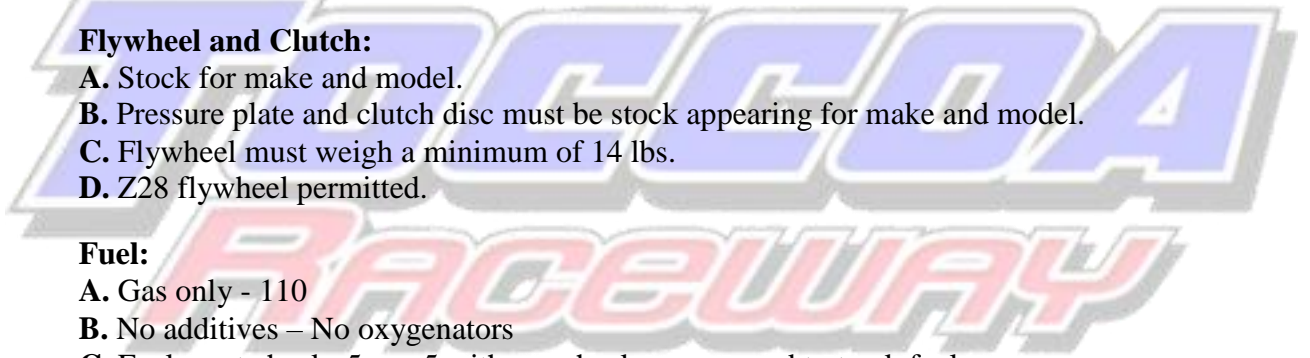 TOCCOA
RACEWAY
Flywheel and Clutch:
A. Stock for make and model.
B. Pressure plate and clutch disc must be stock appearing for make and model.
C. Flywheel must weigh a minimum of 14 lbs.
D. Z28 flywheel permitted.
Fuel:
A. Gas only - 110
B. No additives – No oxygenators